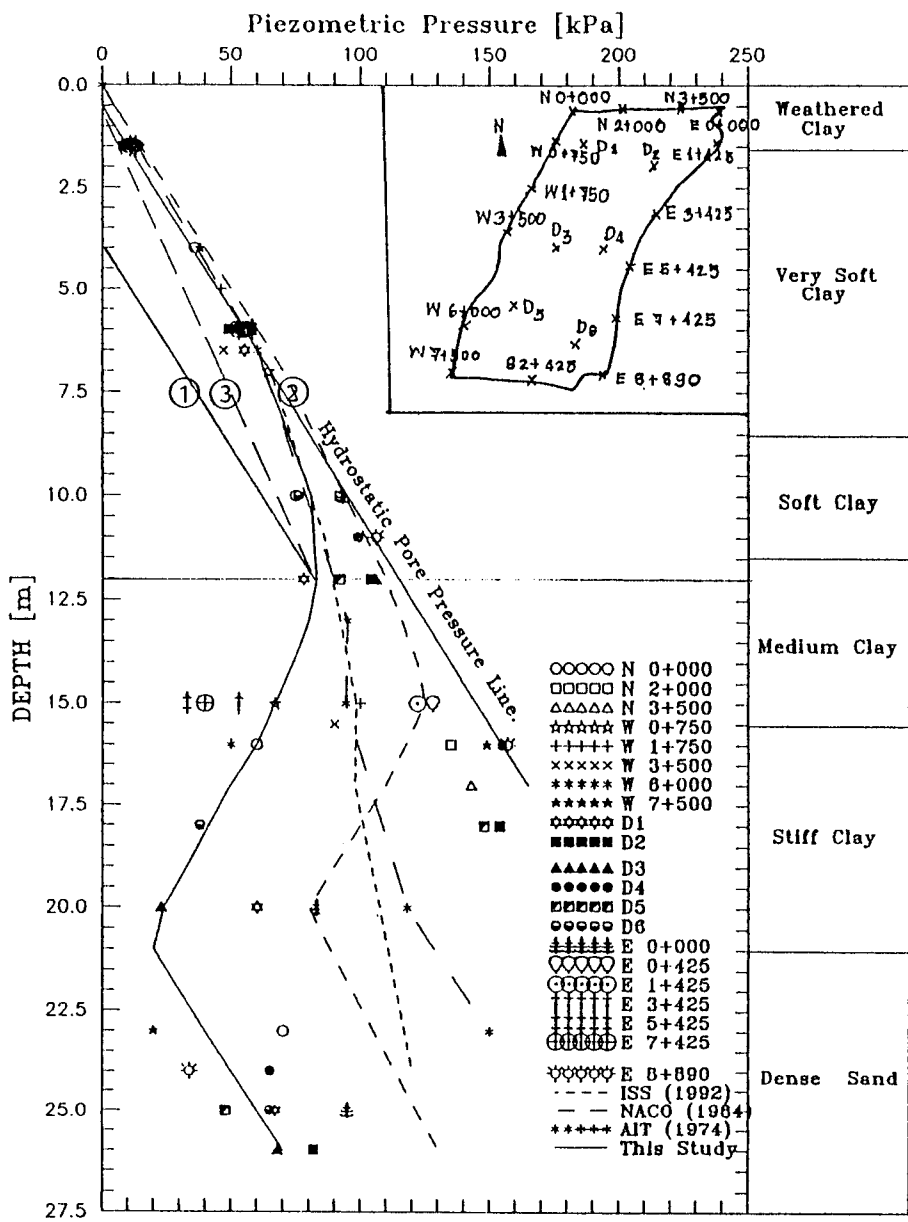 Piezometric Pressure [kPa]
0 50 100 150 200 250
DEPTH [m]
0.0
2.5
5.0
7.5
10.0
12.5
15.0
17.5
20.0
22.5
25.0
27.5
N
N 0+000
N 3+500
N 2+000
E 0+000
W 0+750
D1
D2
E 1+425
W 1+750
W 3+500
D3
D4
E 3+425
E 5+425
W 6+000
D5
E 7+425
D6
W 7+500
S2+425
E 8+890
1
3
2
Hydrostatic Pore Pressure Line.
Weathered
Clay
Very Soft
Clay
Soft Clay
Medium Clay
Stiff Clay
Dense Sand
N 0+000
N 2+000
N 3+500
W 0+750
W 1+750
W 3+500
W 6+000
W 7+500
D1
D2
D3
D4
D5
D6
E 0+000
E 0+425
E 1+425
E 3+425
E 5+425
E 7+425
E 8+890
ISS (1992)
NACO (1984)
AIT (1974)
This Study